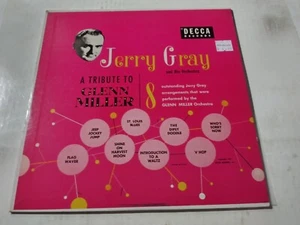 DECCA
RECORDS
Jerry Gray
and His Orchestra
A TRIBUTE TO
GLENN
MILLER
8
outstanding Jerry Gray
arrangements that were
performed by the
GLENN MILLER Orchestra
JEEP
JOCKEY
JUMP
ST. LOUIS
BLUES
THE
SPIRIT
WHO'S
SORRY
NOW
FLAG
WAVER
SHINE
ON
HARVEST
MOON
INTRODUCTION
TO A
WALTZ
V HOP